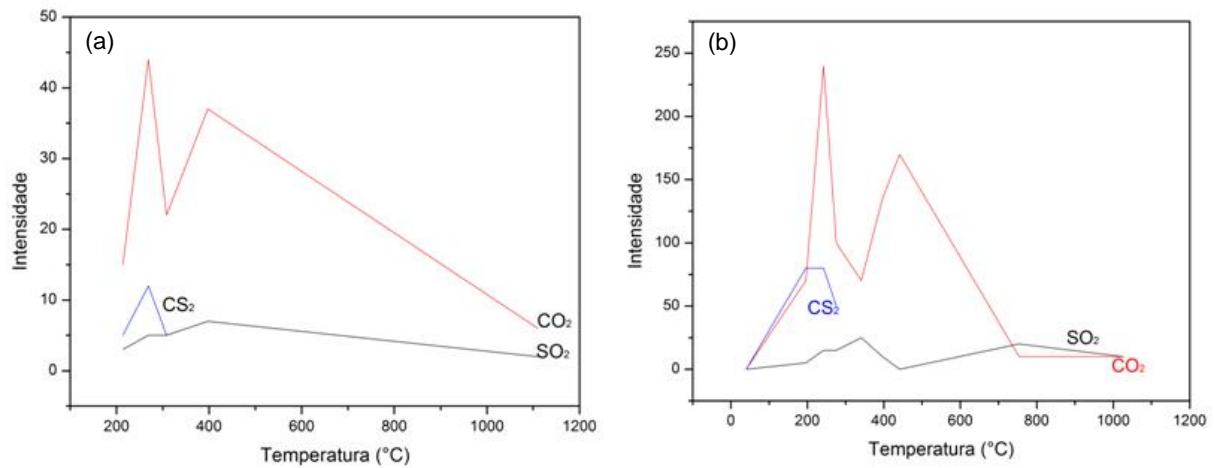 (a)
50
40
30
20
10
0
Intensidade
CS₂
CO₂
SO₂
200 400 600 800 1000 1200
Temperatura (°C)
(b)
250
200
150
100
50
0
Intensidade
CS₂
SO₂
CO₂
0 200 400 600 800 1000 1200
Temperatura (°C)